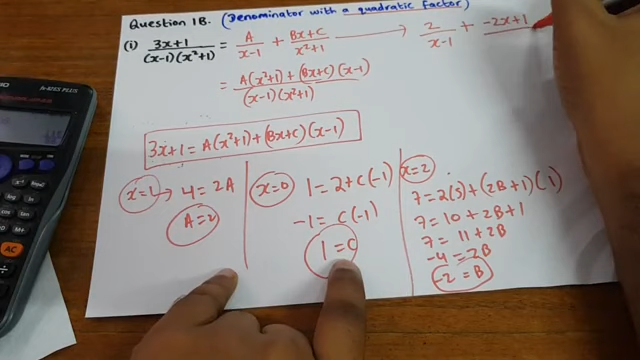 Question 1B. (Denominator with a quadratic factor)
(i) 3x+1 / (x-1)(x²+1) = A / x-1 + Bx+C / x²+1 → 2 / x-1 + -2x+1
= A(x²+1) + (Bx+C)(x-1) / (x-1)(x²+1)
3x+1 = A(x²+1) + (Bx+C)(x-1)
x=1 → 4 = 2A
A=2
x=0 1 = 2 + C(-1)
-1 = C(-1)
1 = C
x=2
7 = 2(5) + (2B+1)(1)
7 = 10 + 2B + 1
7 = 11 + 2B
-4 = 2B
-2 = B